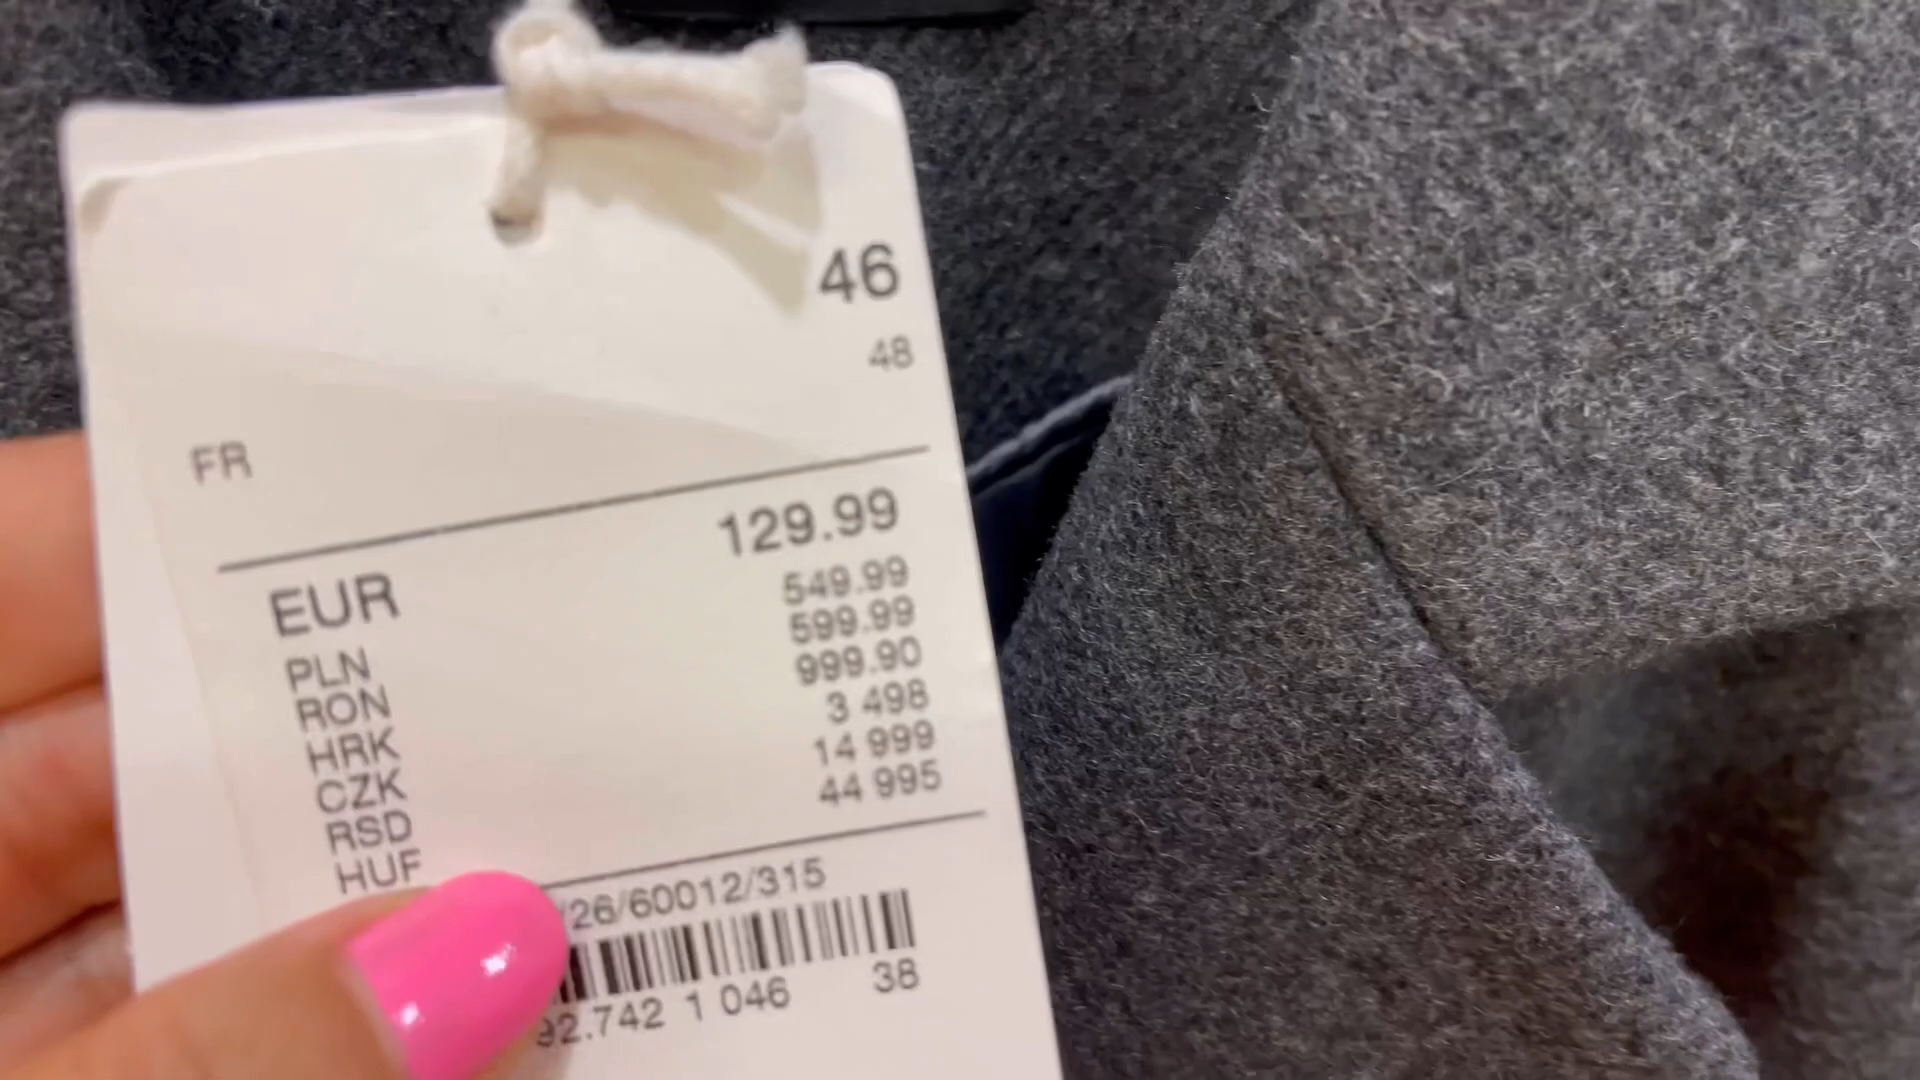 46
FR 48
EUR 129.99
PLN 549.99
RON 599.99
HRK 999.90
CZK 3 498
RSD 14 999
HUF 44 995
/26/60012/315
92.742 1 046 38